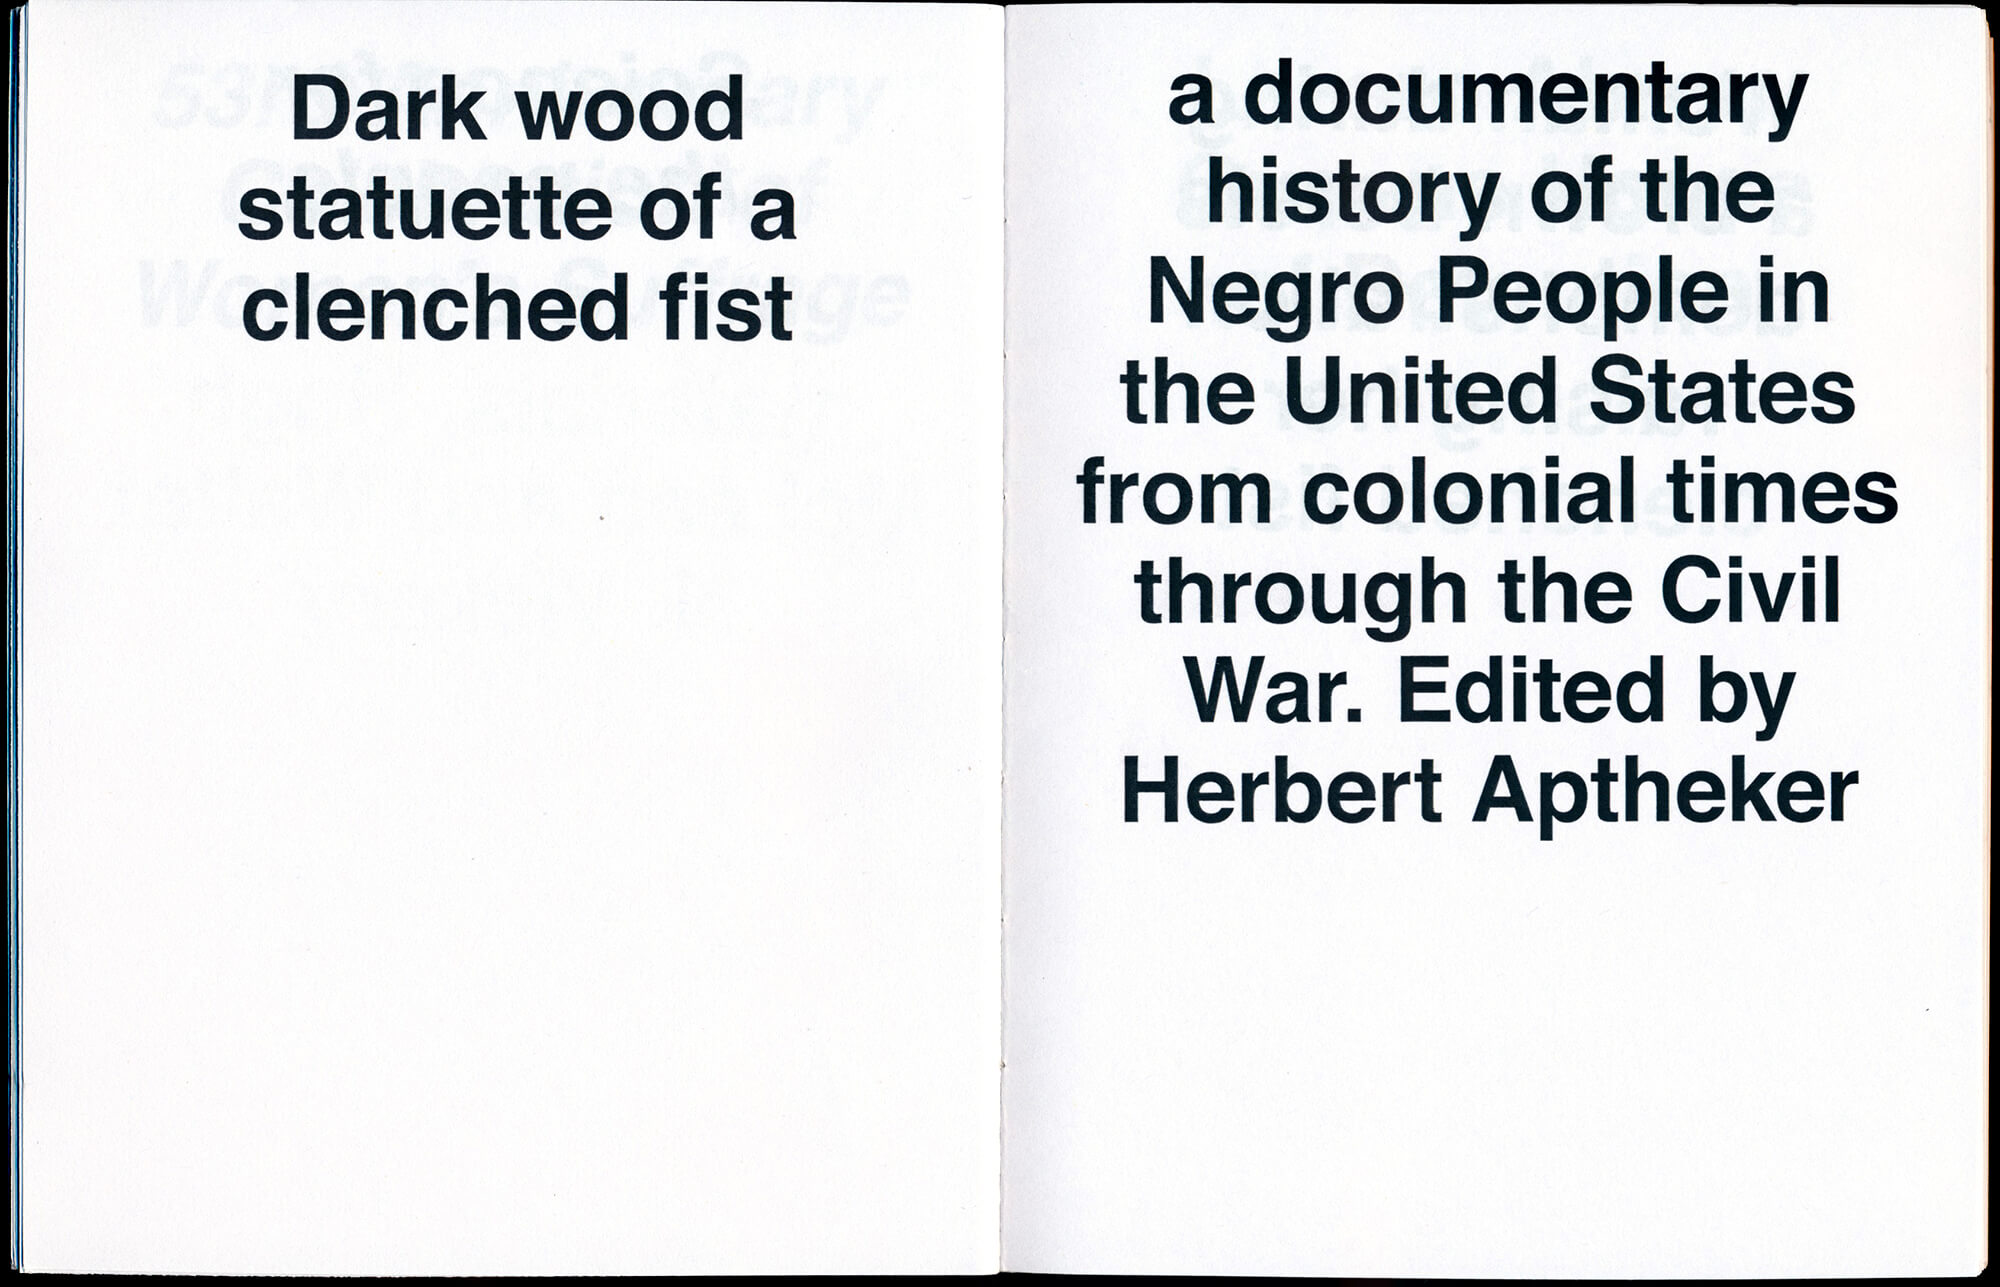 Dark wood
statuette of a
clenched fist
a documentary
history of the
Negro People in
the United States
from colonial times
through the Civil
War. Edited by
Herbert Aptheker